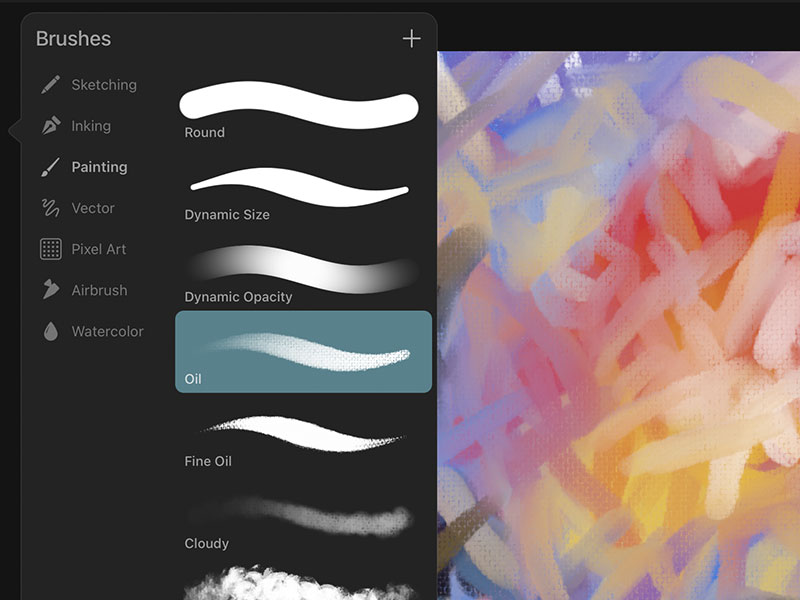 Brushes
Sketching
Inking
Painting
Vector
Pixel Art
Airbrush
Watercolor
Round
Dynamic Size
Dynamic Opacity
Oil
Fine Oil
Cloudy